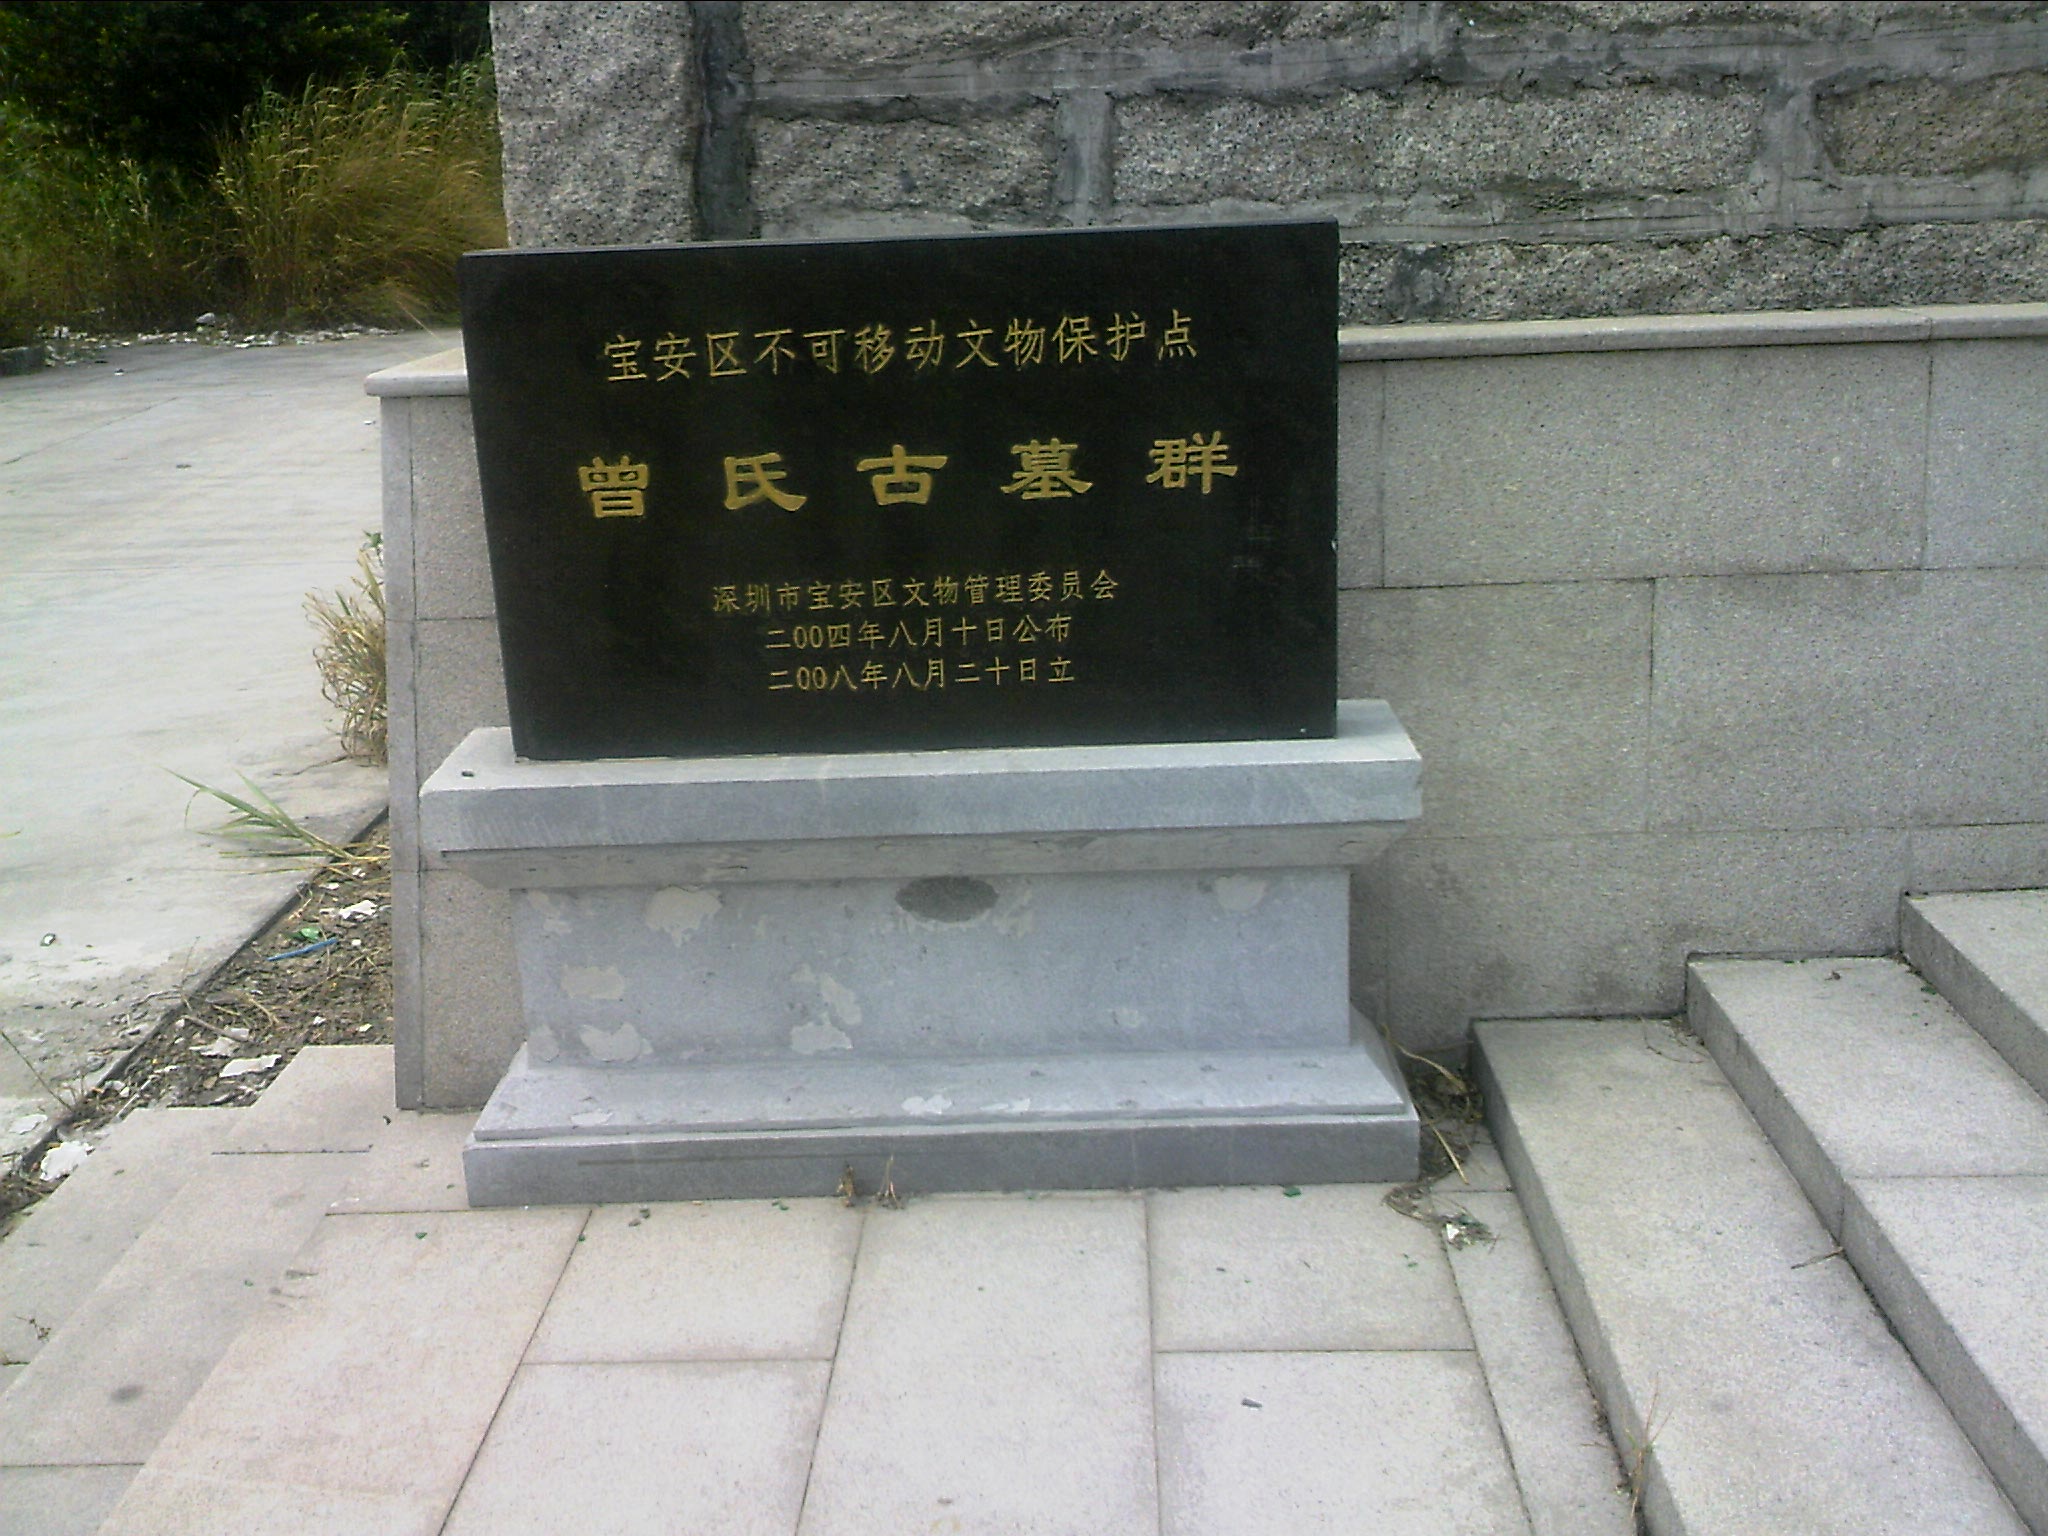 宝安区不可移动文物保护点
曾氏古墓群
深圳市宝安区文物管理委员会
二00四年八月十日公布
二00八年八月二十日立